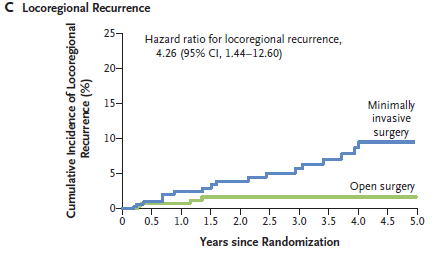 C Locoregional Recurrence
Cumulative Incidence of Locoregional
Recurrence (%)
25
20
15
10
5
0
Hazard ratio for locoregional recurrence,
4.26 (95% CI, 1.44–12.60)
Minimally
invasive
surgery
Open surgery
0 0.5 1.0 1.5 2.0 2.5 3.0 3.5 4.0 4.5 5.0
Years since Randomization